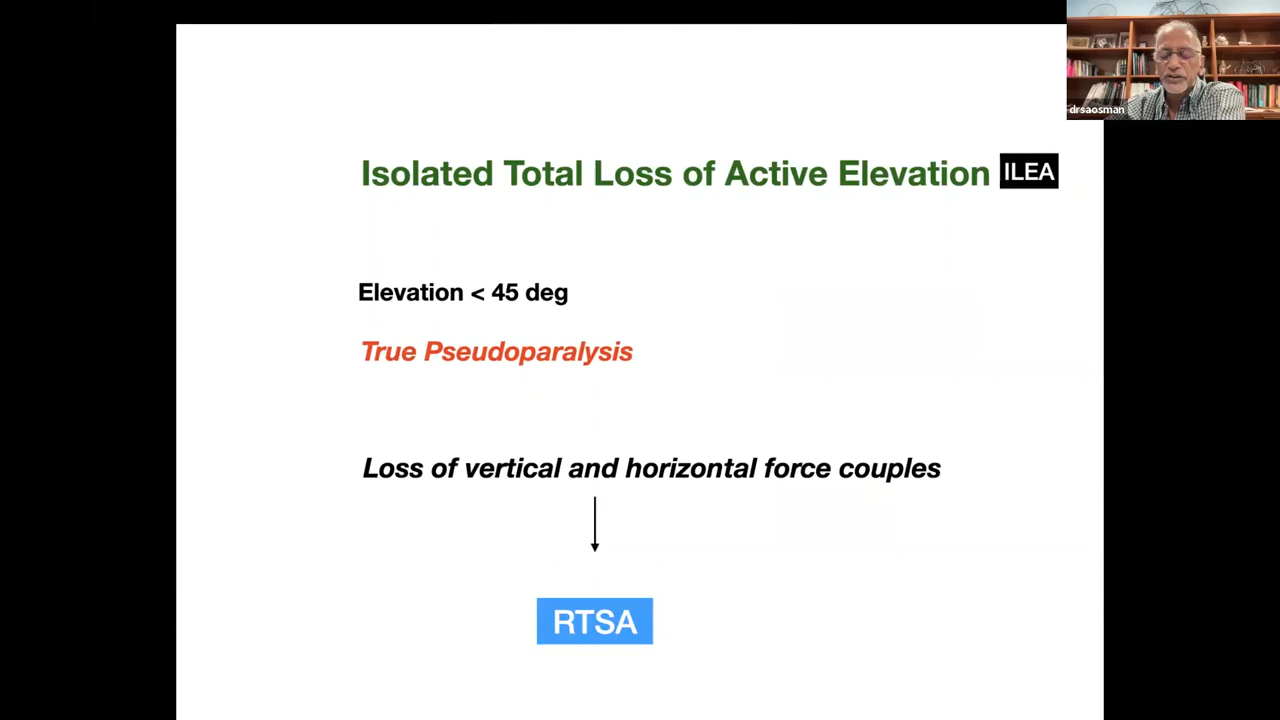 drsaosman
Isolated Total Loss of Active Elevation ILEA
Elevation < 45 deg
True Pseudoparalysis
Loss of vertical and horizontal force couples
RTSA